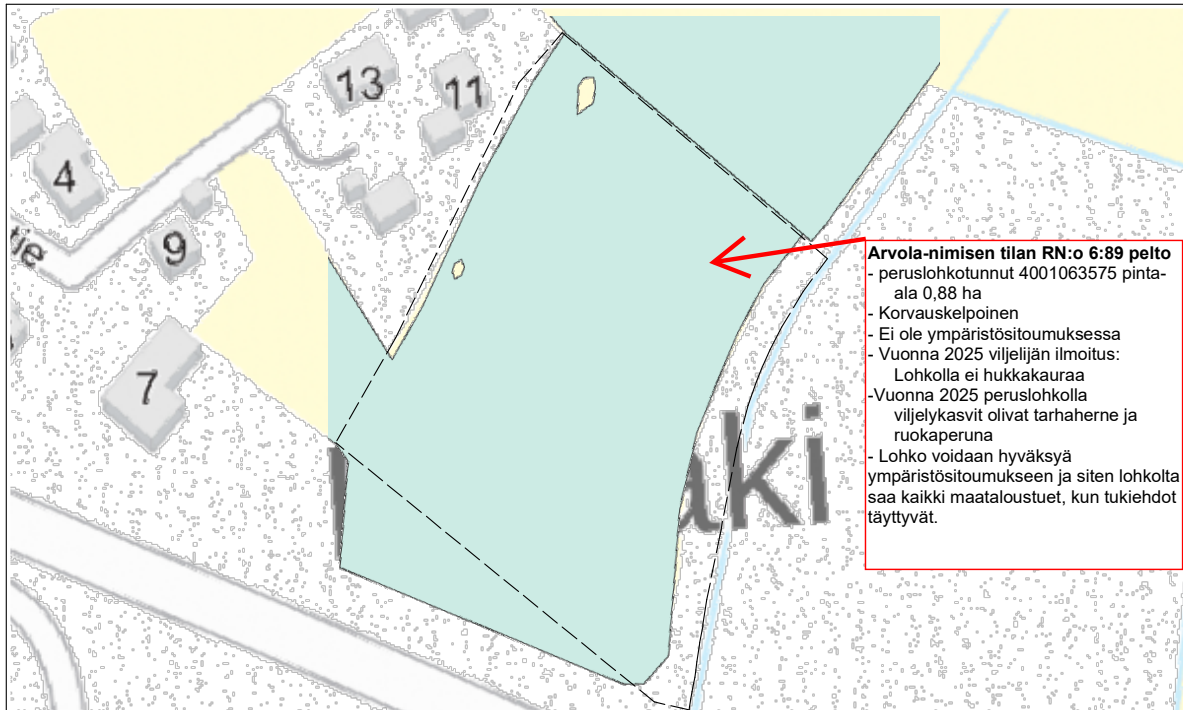 13
11
4
9
tie
7
äki
Arvola-nimisen tilan RN:o 6:89 pelto
- peruslohkotunnut 4001063575 pinta-
ala 0,88 ha
- Korvauskelpoinen
- Ei ole ympäristösitoumuksessa
- Vuonna 2025 viljelijän ilmoitus:
Lohkolla ei hukkakauraa
-Vuonna 2025 peruslohkolla
viljelykasvit olivat tarhaherne ja
ruokaperuna
- Lohko voidaan hyväksyä
ympäristösitoumukseen ja siten lohkolta
saa kaikki maataloustuet, kun tukiehdot
täyttyvät.